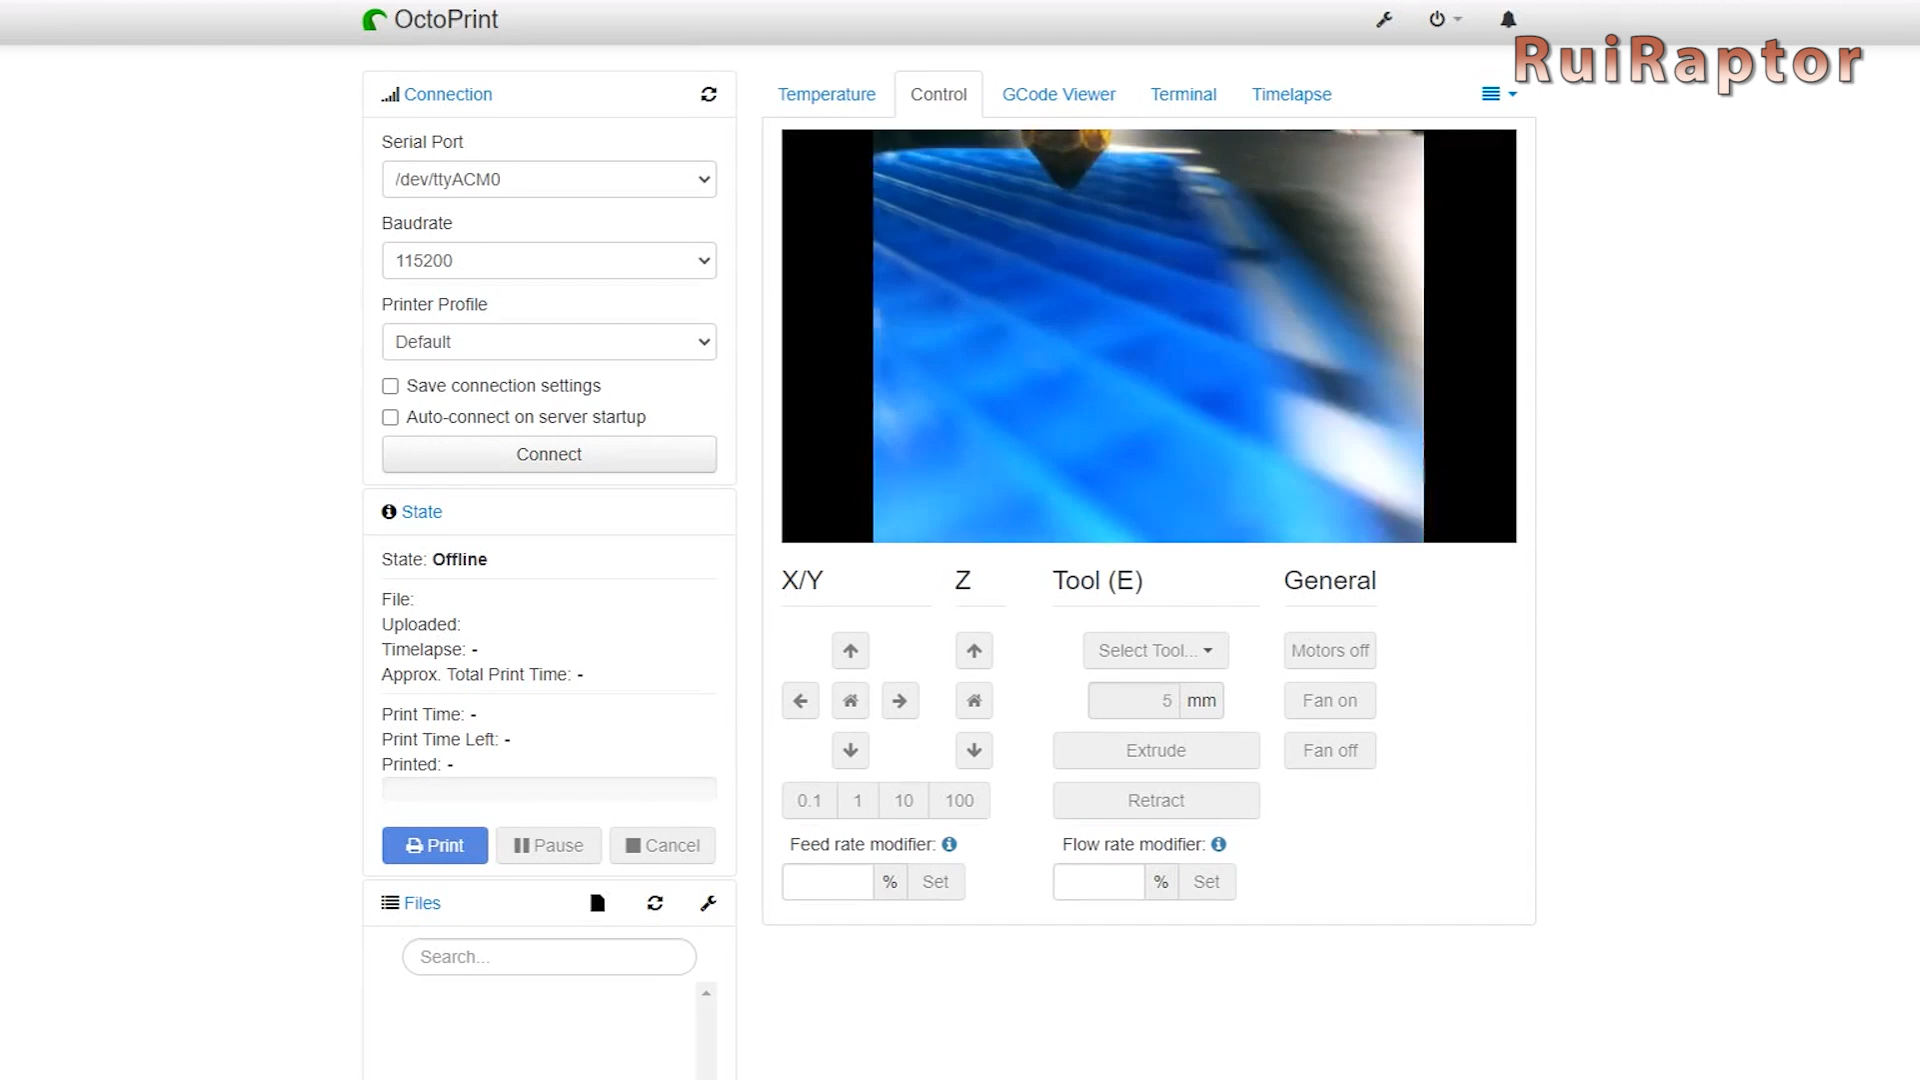 OctoPrint
RuiRaptor
Connection
Serial Port
/dev/ttyACM0
Baudrate
115200
Printer Profile
Default
Save connection settings
Auto-connect on server startup
Connect
State
State: Offline
File:
Uploaded:
Timelapse: -
Approx. Total Print Time: -
Print Time: -
Print Time Left: -
Printed: -
Print Pause Cancel
Files
Search...
Temperature Control GCode Viewer Terminal Timelapse
X/Y Z Tool (E) General
Select Tool... Motors off
5 mm Fan on
Extrude Fan off
0.1 1 10 100 Retract
Feed rate modifier: Flow rate modifier:
% Set % Set